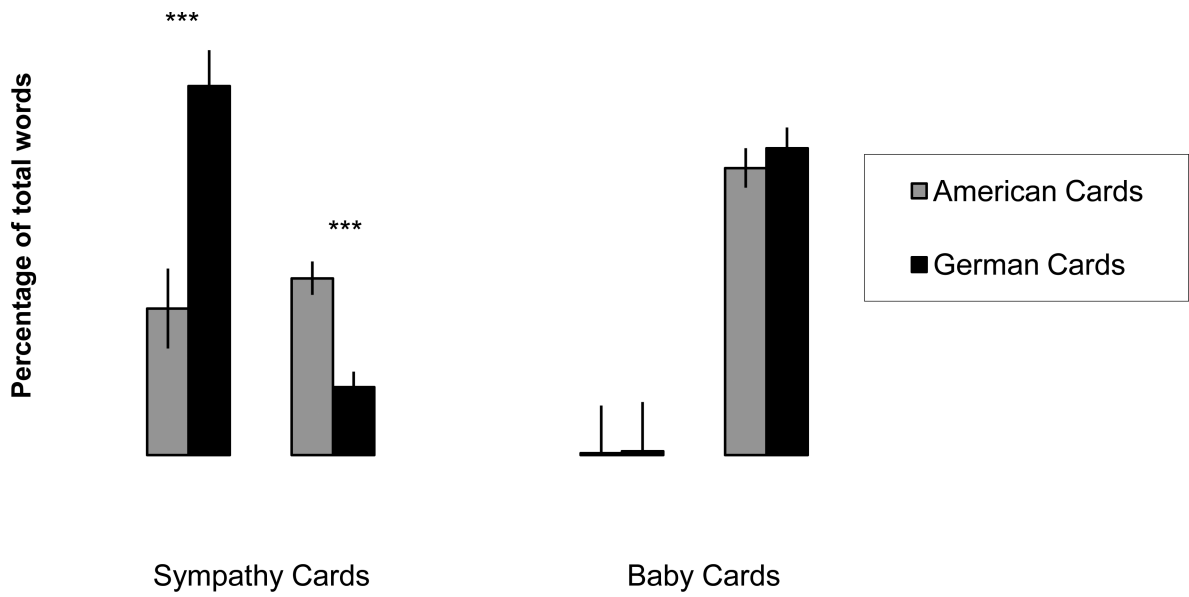 ***
Percentage of total words
***
American Cards
German Cards
Sympathy Cards
Baby Cards